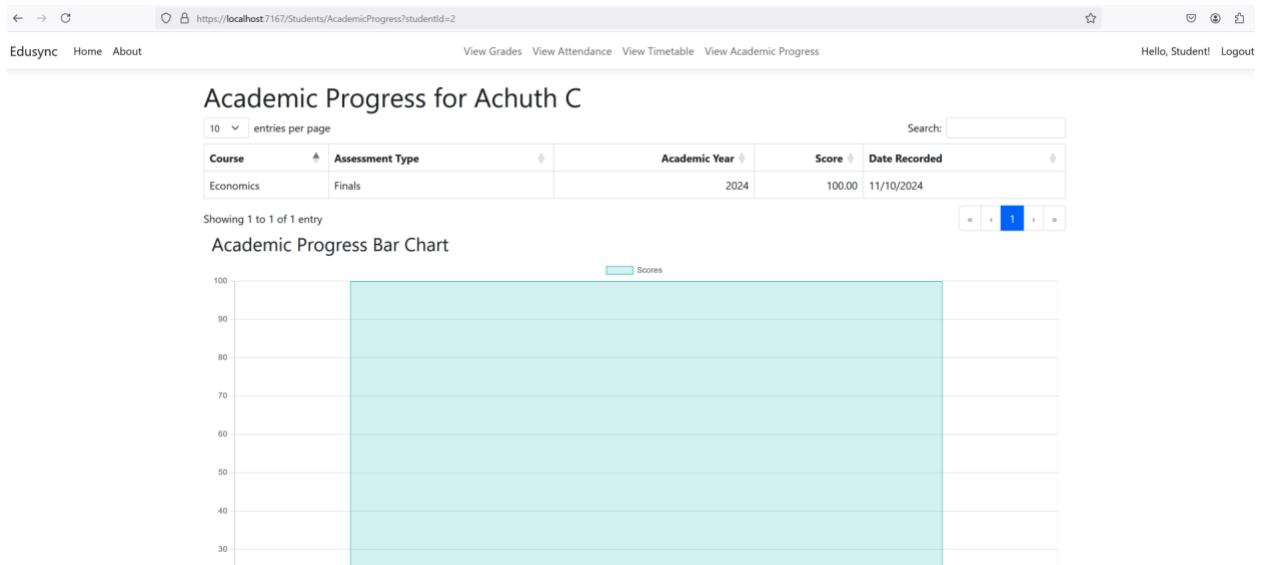 https://localhost:7167/Students/AcademicProgress?studentId=2
Edusync Home About View Grades View Attendance View Timetable View Academic Progress Hello, Student! Logout
Academic Progress for Achuth C
10 entries per page Search:
Course Assessment Type Academic Year Score Date Recorded
Economics Finals 2024 100.00 11/10/2024
Showing 1 to 1 of 1 entry « ‹ 1 › »
Academic Progress Bar Chart
Scores
100
90
80
70
60
50
40
30